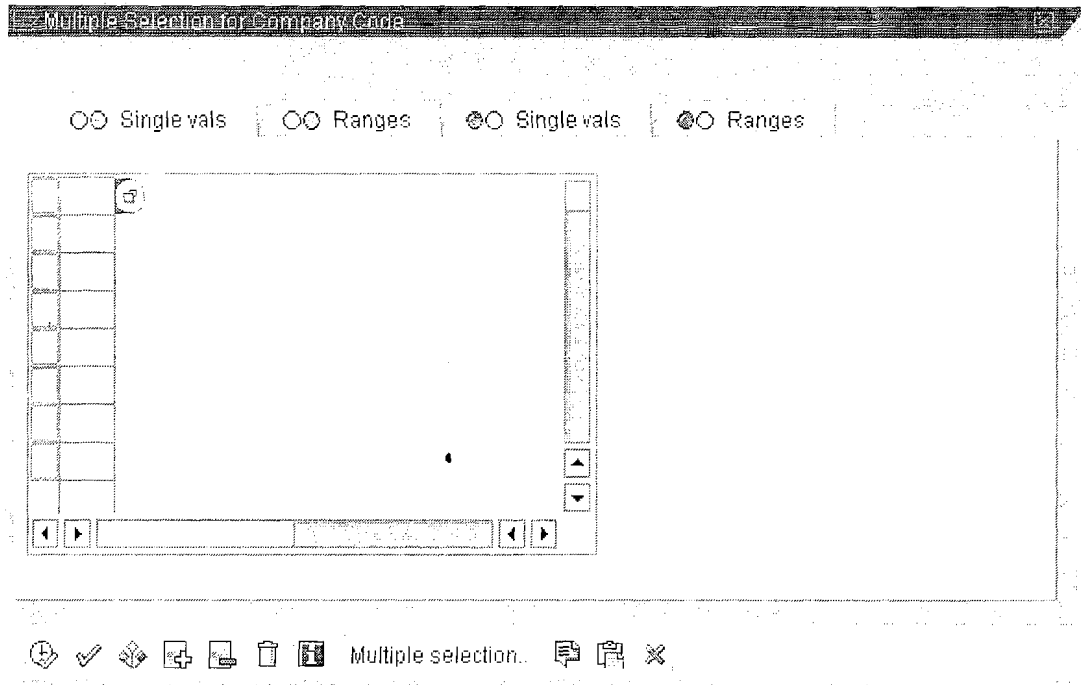 Multiple Selection for Company Code
Single vals Ranges Single vals Ranges
Multiple selection..